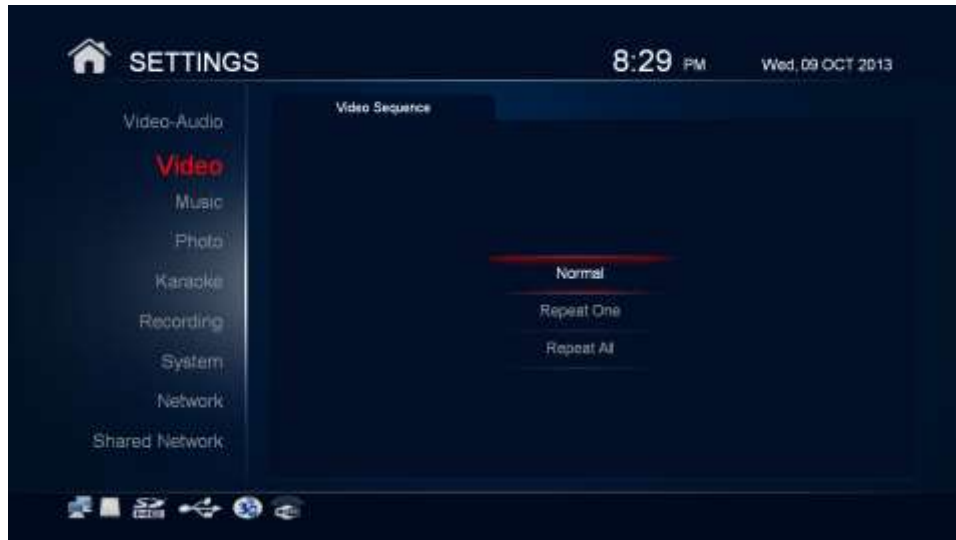 SETTINGS
8:29 PM
Wed, 09 OCT 2013
Video-Audio
Video
Music
Photo
Karaoke
Recording
System
Network
Shared Network
Video Sequence
Normal
Repeat One
Repeat All